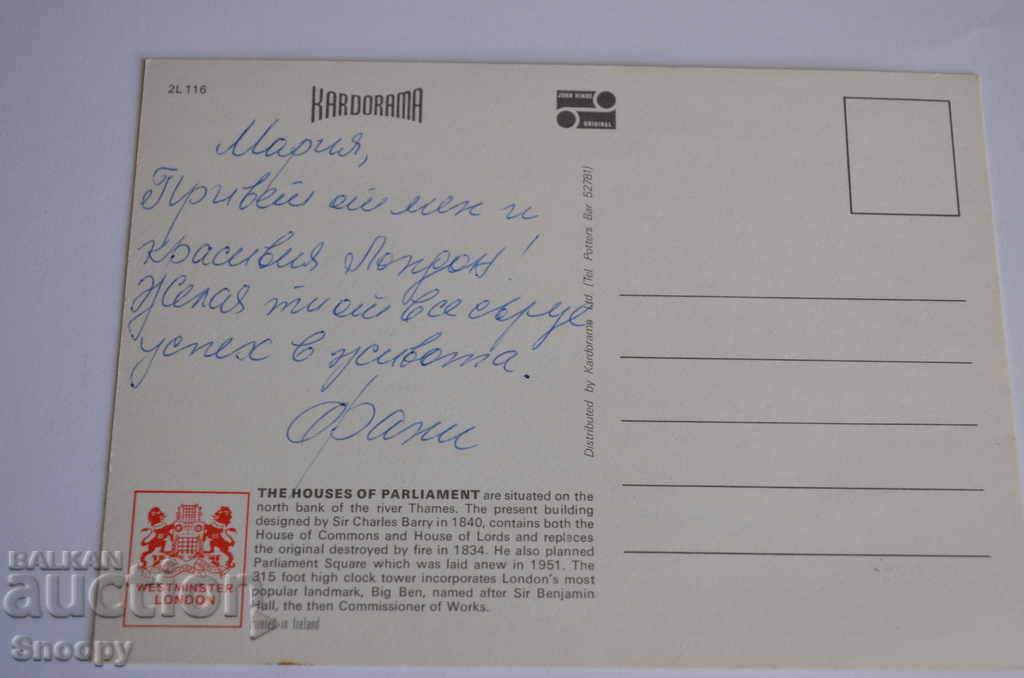 2L 116
KARDORAMA
JOHN HINDE
ORIGINAL
Мария,
Привет от мен и
красивия Лондон!
Желая ти от все сърце
успех в живота.
Фани
Distributed by Kardorama Ltd. (Tel Potters Bar 52781)
THE HOUSES OF PARLIAMENT are situated on the
north bank of the river Thames. The present building
designed by Sir Charles Barry in 1840, contains both the
House of Commons and House of Lords and replaces
the original destroyed by fire in 1834. He also planned
Parliament Square which was laid anew in 1951. The
315 foot high clock tower incorporates London's most
popular landmark, Big Ben, named after Sir Benjamin
Hall, the then Commissioner of Works.
Printed in Ireland
WESTMINSTER
LONDON
BALKAN
auction
Snoopy